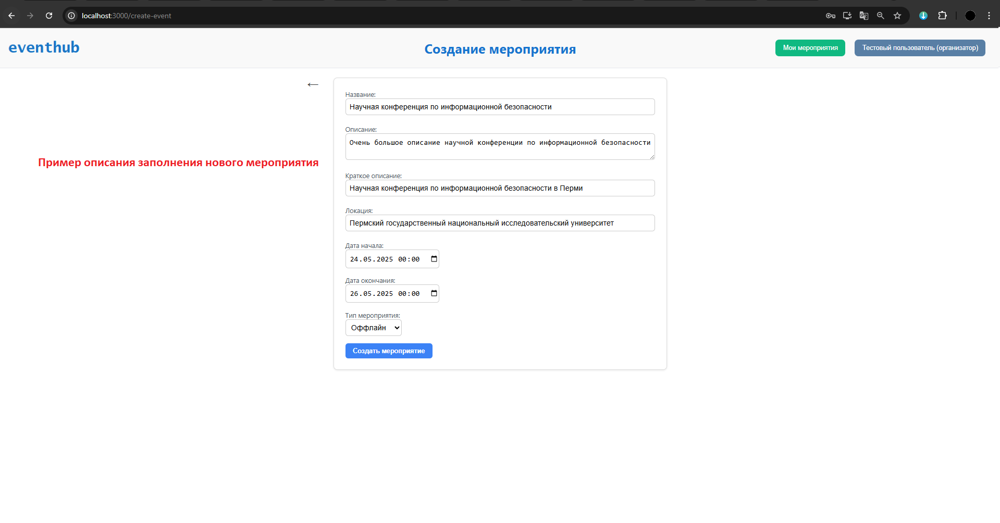 localhost:3000/create-event
eventhub
Создание мероприятия
Мои мероприятия
Тестовый пользователь (организатор)
←
Название:
Научная конференция по информационной безопасности
Описание:
Очень большое описание научной конференции по информационной безопасности
Пример описания заполнения нового мероприятия
Краткое описание:
Научная конференция по информационной безопасности в Перми
Локация:
Пермский государственный национальный исследовательский университет
Дата начала:
24.05.2025 00:00
Дата окончания:
26.05.2025 00:00
Тип мероприятия:
Оффлайн
Создать мероприятие